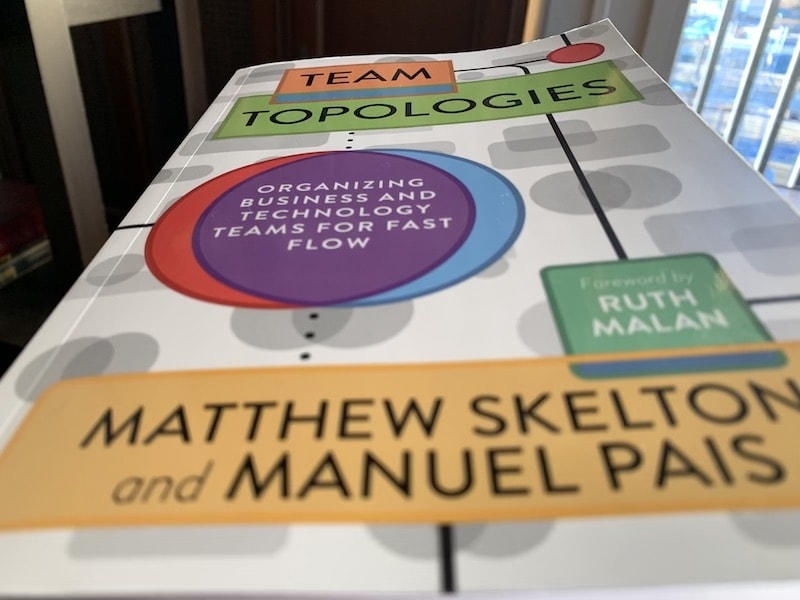 TEAM
TOPOLOGIES
ORGANIZING
BUSINESS AND
TECHNOLOGY
TEAMS FOR FAST
FLOW
Foreword by
RUTH
MALAN
MATTHEW SKELTON
and MANUEL PAIS